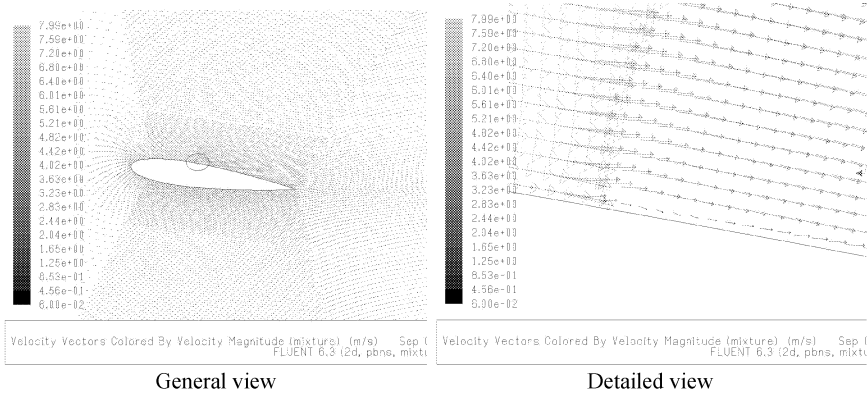 7.99e+00
7.59e+00
7.20e+00
6.80e+00
6.40e+00
6.01e+00
5.61e+00
5.21e+00
4.82e+00
4.42e+00
4.02e+00
3.63e+00
3.23e+00
2.83e+00
2.44e+00
2.04e+00
1.65e+00
1.25e+00
8.53e-01
4.56e-01
6.00e-02
Velocity Vectors Colored By Velocity Magnitude (mixture) (m/s) Sep
FLUENT 6.3 (2d, pbns, mixtu
General view
7.99e+00
7.59e+00
7.20e+00
6.80e+00
6.40e+00
6.01e+00
5.61e+00
5.21e+00
4.82e+00
4.42e+00
4.02e+00
3.63e+00
3.23e+00
2.83e+00
2.44e+00
2.04e+00
1.65e+00
1.25e+00
8.53e-01
4.56e-01
6.00e-02
Velocity Vectors Colored By Velocity Magnitude (mixture) (m/s) Sep
FLUENT 6.3 (2d, pbns, mixtu
Detailed view